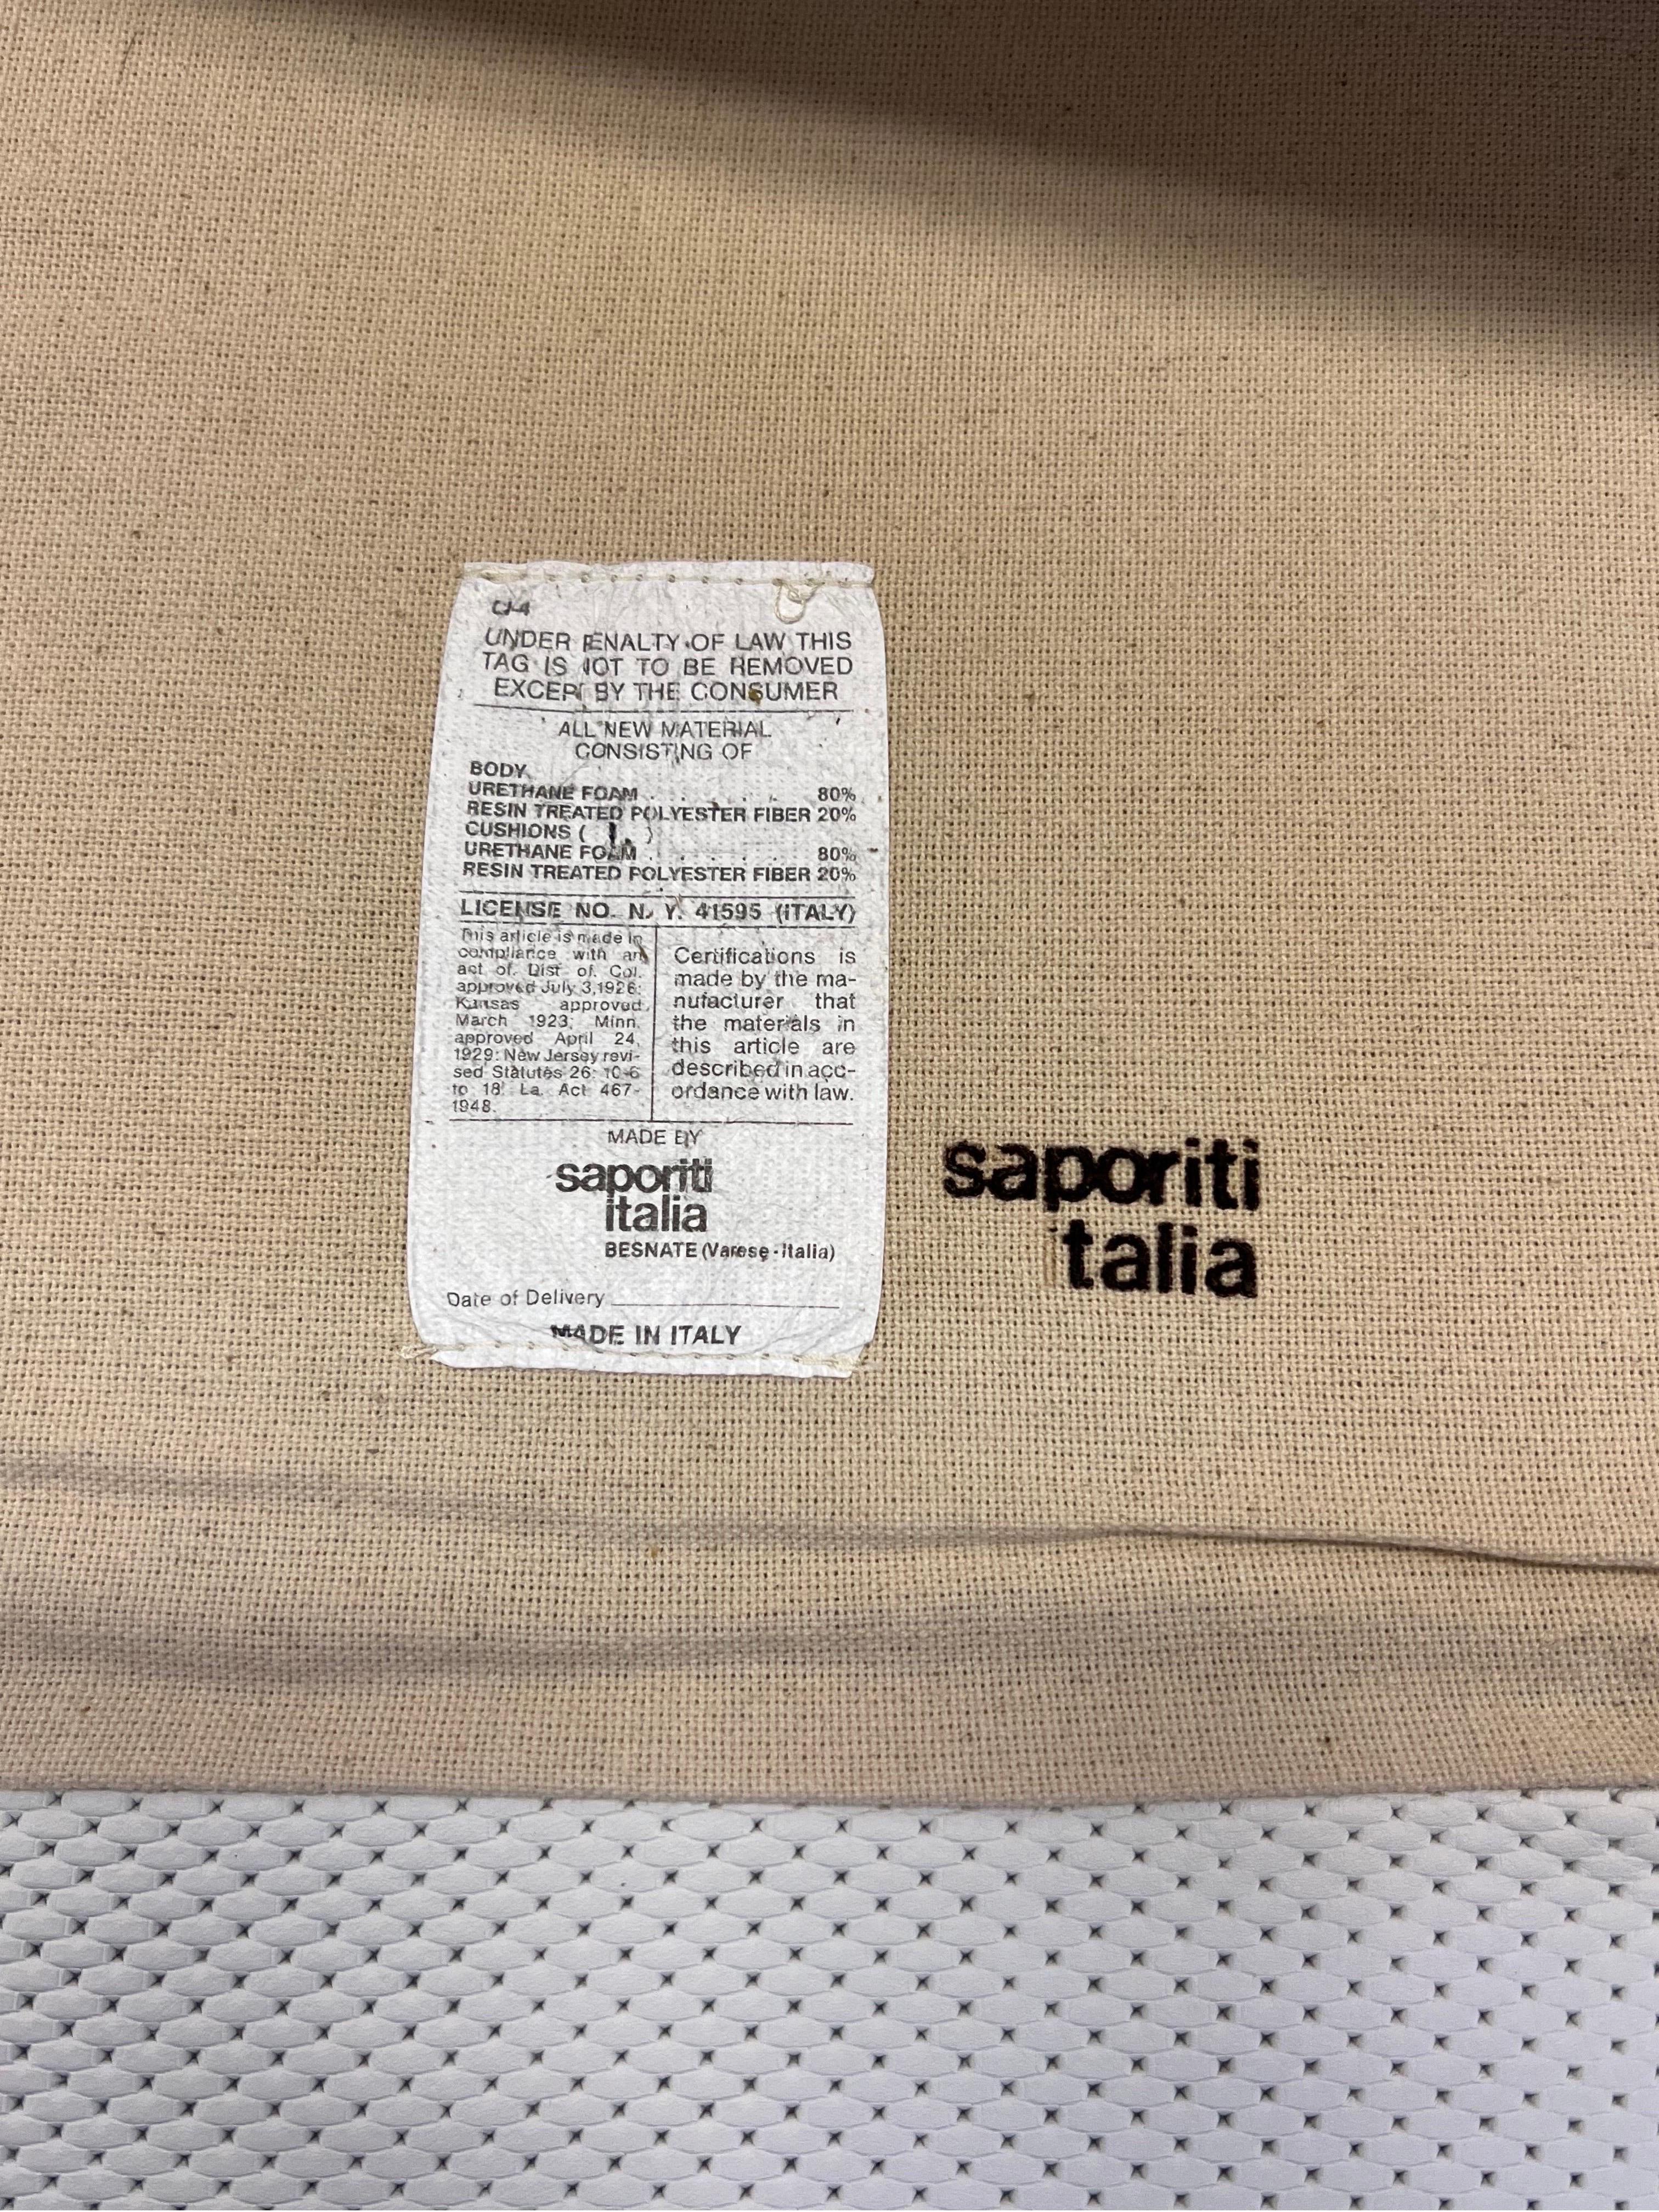 CJ-4
UNDER PENALTY OF LAW THIS
TAG IS NOT TO BE REMOVED
EXCEPT BY THE CONSUMER
ALL NEW MATERIAL
CONSISTING OF
BODY
URETHANE FOAM . . . . . . 80%
RESIN TREATED POLYESTER FIBER 20%
CUSHIONS ( 1. )
URETHANE FOAM . . . . . . 80%
RESIN TREATED POLYESTER FIBER 20%
LICENSE NO. N. Y. 41595 (ITALY)
This article is made in
compliance with an
act of. Dist of. Col.
approved July 3,1926;
Kansas approved
March 1923; Minn.
approved April 24,
1929: New Jersey revi-
sed Statutes 26: 10-6
to 18 La. Act 467-
1948.
Certifications is
made by the ma-
nufacturer that
the materials in
this article are
described in acc-
ordance with law.
MADE BY
saporiti
italia
BESNATE (Varese - Italia)
Date of Delivery
MADE IN ITALY
saporiti
italia